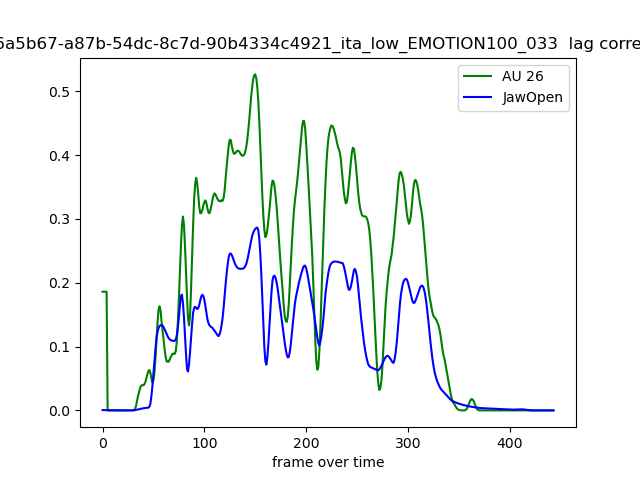 6a5b67-a87b-54dc-8c7d-90b4334c4921_ita_low_EMOTION100_033 lag corre
AU 26
JawOpen
0.5
0.4
0.3
0.2
0.1
0.0
0 100 200 300 400
frame over time